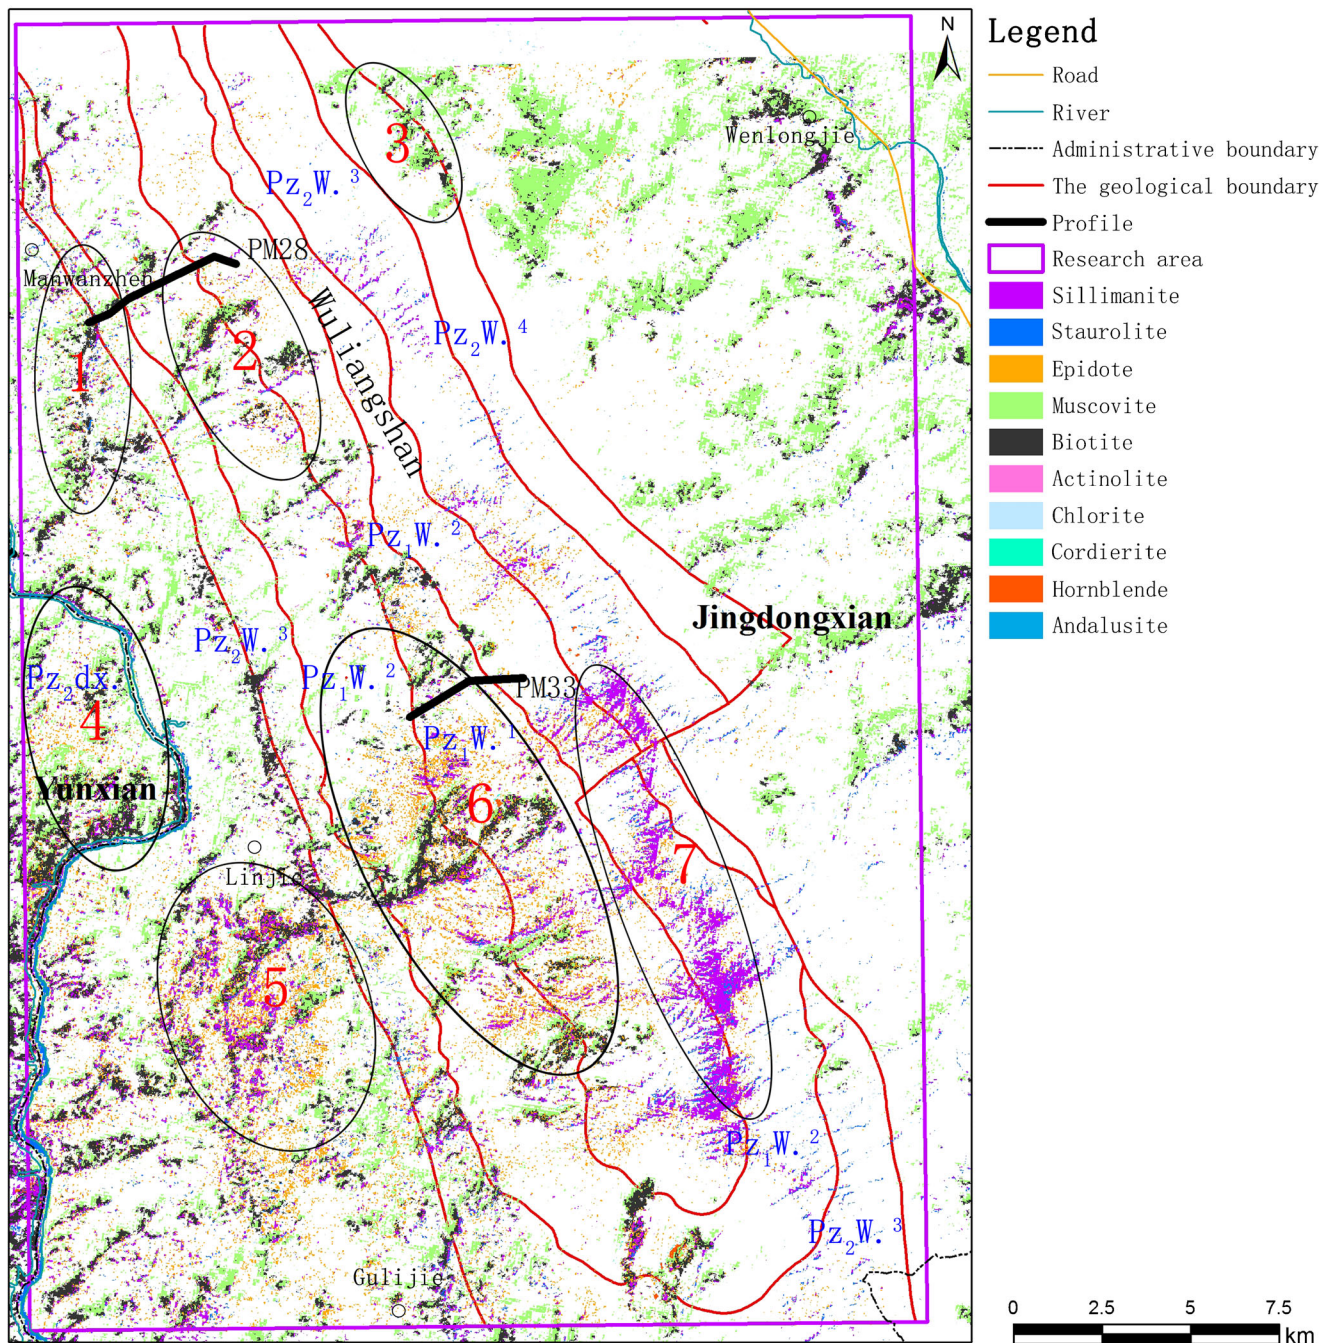 N
Wenlongjie
3
Pz₂W.³
PM28
Manwanzhen
Wuliangshan
Pz₂W.⁴
1
2
Pz₁W.²
Jingdongxian
Pz₂W.³
Pz₁W.²
Pz₂dx.
PM33
4
Pz₁W.¹
Yunxian
6
7
Linjie
5
Pz₁W.²
Pz₂W.³
Gulijie
Legend
Road
River
Administrative boundary
The geological boundary
Profile
Research area
Sillimanite
Staurolite
Epidote
Muscovite
Biotite
Actinolite
Chlorite
Cordierite
Hornblende
Andalusite
0 2.5 5 7.5
km